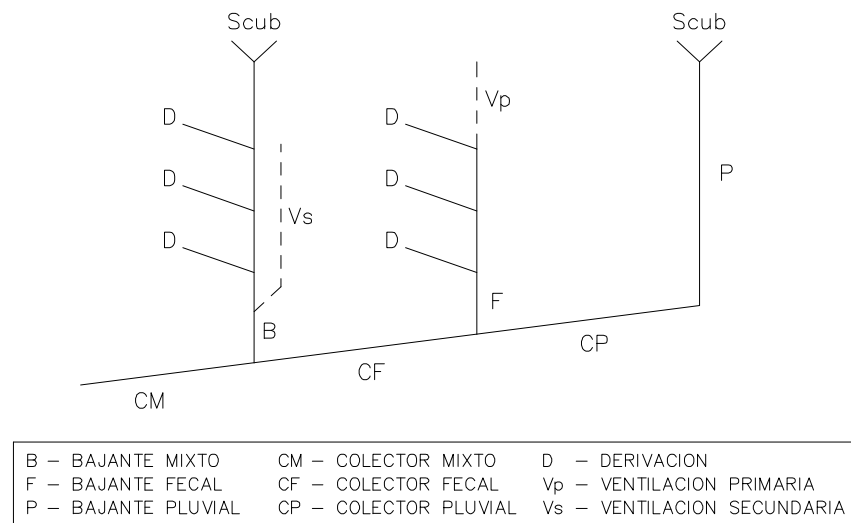 Scub Scub
Vp
D D
P
D D
Vs
D D
F
B
CP
CF
CM
B – BAJANTE MIXTO CM – COLECTOR MIXTO D – DERIVACION
F – BAJANTE FECAL CF – COLECTOR FECAL Vp – VENTILACION PRIMARIA
P – BAJANTE PLUVIAL CP – COLECTOR PLUVIAL Vs – VENTILACION SECUNDARIA